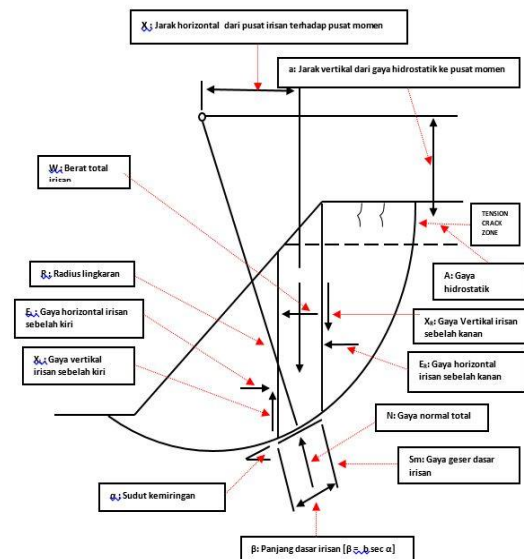 X : Jarak horizontal dari pusat irisan terhadap pusat momen
a: Jarak vertikal dari gaya hidrostatik ke pusat momen
W: Berat total
irisan
TENSION
CRACK
ZONE
R: Radius lingkaran
A: Gaya
hidrostatik
EL: Gaya horizontal irisan
sebelah kiri
XR: Gaya Vertikal irisan
sebelah kanan
XL: Gaya vertikal
irisan sebelah kiri
ER: Gaya horizontal
irisan sebelah kanan
N: Gaya normal total
Sm: Gaya geser dasar
irisan
α: Sudut kemiringan
β: Panjang dasar irisan [β = b.sec α]